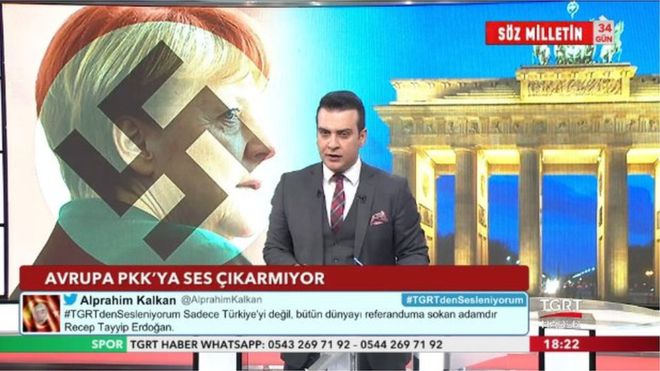 SÖZ MİLLETİN
34
GÜN
AVRUPA PKK'YA SES ÇIKARMIYOR
Alprahim Kalkan @AlprahimKalkan
#TGRTdenSesleniyorum
#TGRTdenSesleniyorum Sadece Türkiye'yi değil, bütün dünyayı referanduma sokan adamdır
Recep Tayyip Erdoğan.
TGRT
HABER
SPOR TGRT HABER WHATSAPP: 0543 269 71 92 - 0544 269 71 92
18:22